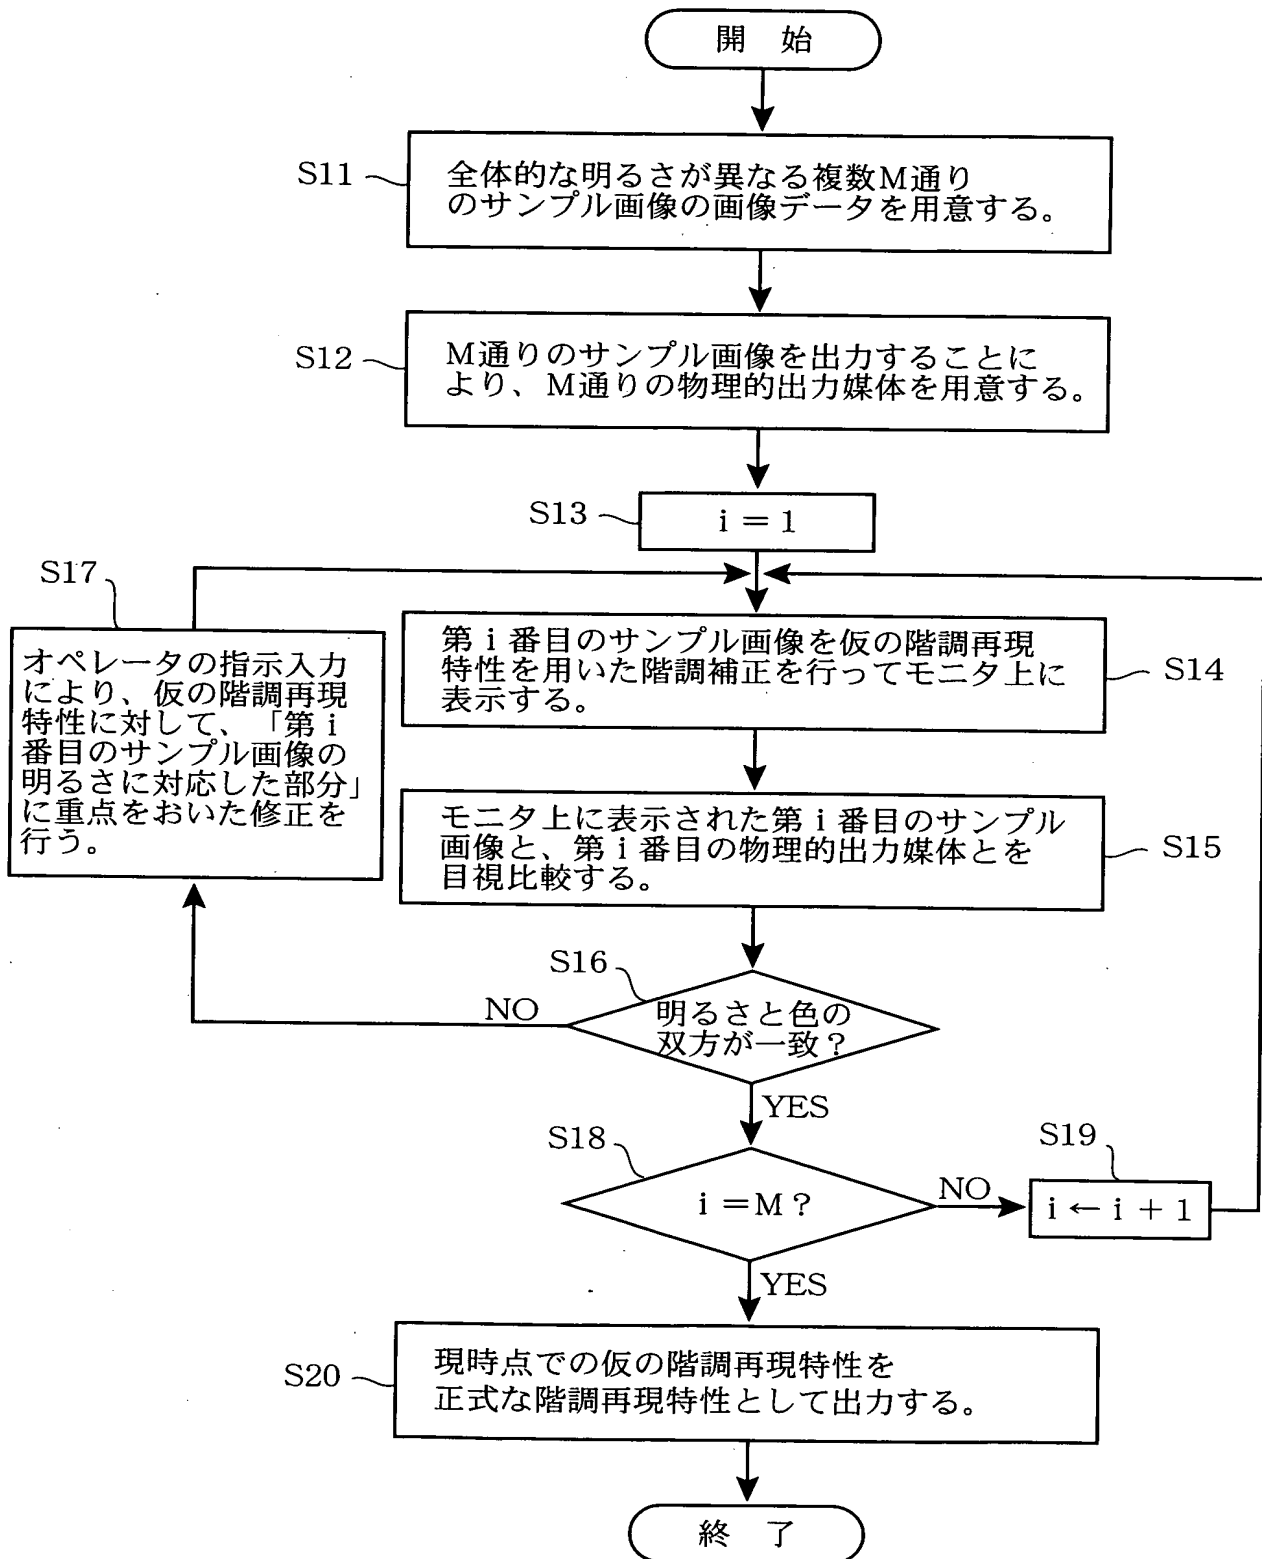 開 始
S11
全体的な明るさが異なる複数M通り
のサンプル画像の画像データを用意する。
S12
M通りのサンプル画像を出力することに
より、M通りの物理的出力媒体を用意する。
S13
i = 1
S17
オペレータの指示入力
により、仮の階調再現
特性に対して、「第 i
番目のサンプル画像の
明るさに対応した部分」
に重点をおいた修正を
行う。
第 i 番目のサンプル画像を仮の階調再現
特性を用いた階調補正を行ってモニタ上に
表示する。
S14
モニタ上に表示された第 i 番目のサンプル
画像と、第 i 番目の物理的出力媒体とを
目視比較する。
S15
S16
明るさと色の
双方が一致？
NO
YES
S18
i =M？
NO
S19
i ← i + 1
YES
S20
現時点での仮の階調再現特性を
正式な階調再現特性として出力する。
終 了